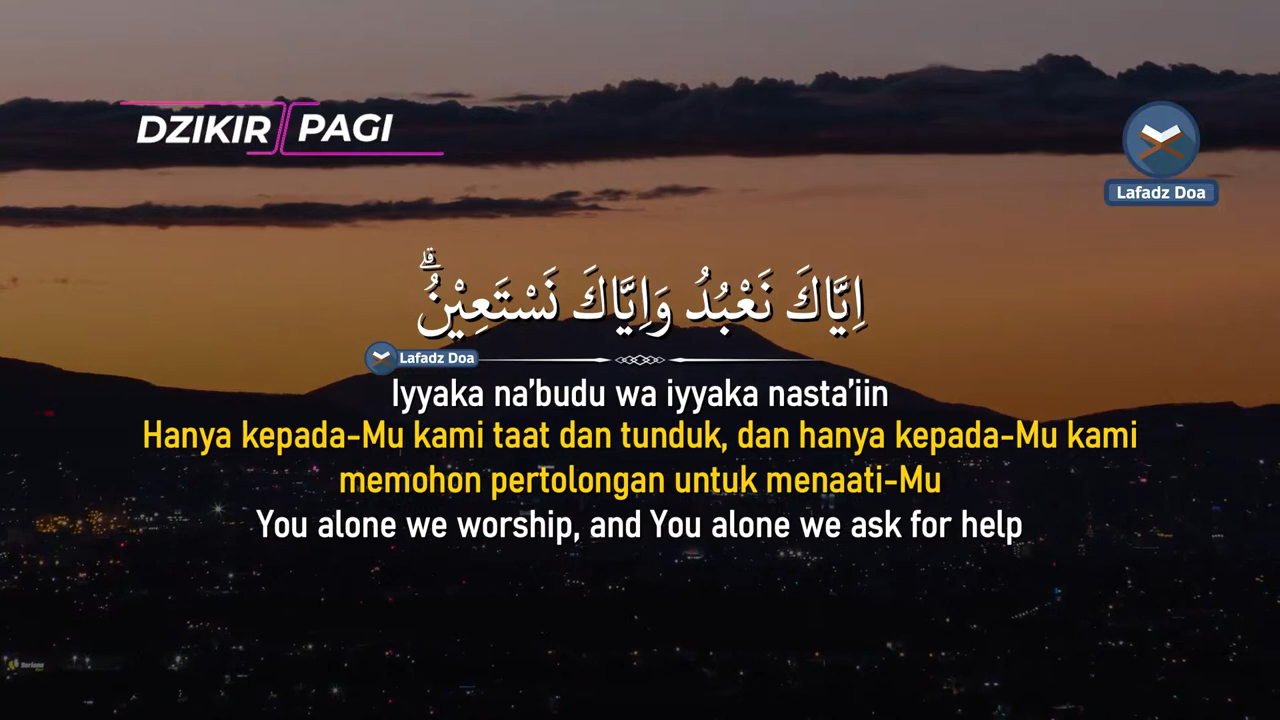 DZIKIR PAGI
Lafadz Doa
اِيَّاكَ نَعْبُدُ وَاِيَّاكَ نَسْتَعِيْنُۗ
Lafadz Doa
Iyyaka na’budu wa iyyaka nasta’iin
Hanya kepada-Mu kami taat dan tunduk, dan hanya kepada-Mu kami
memohon pertolongan untuk menaati-Mu
You alone we worship, and You alone we ask for help